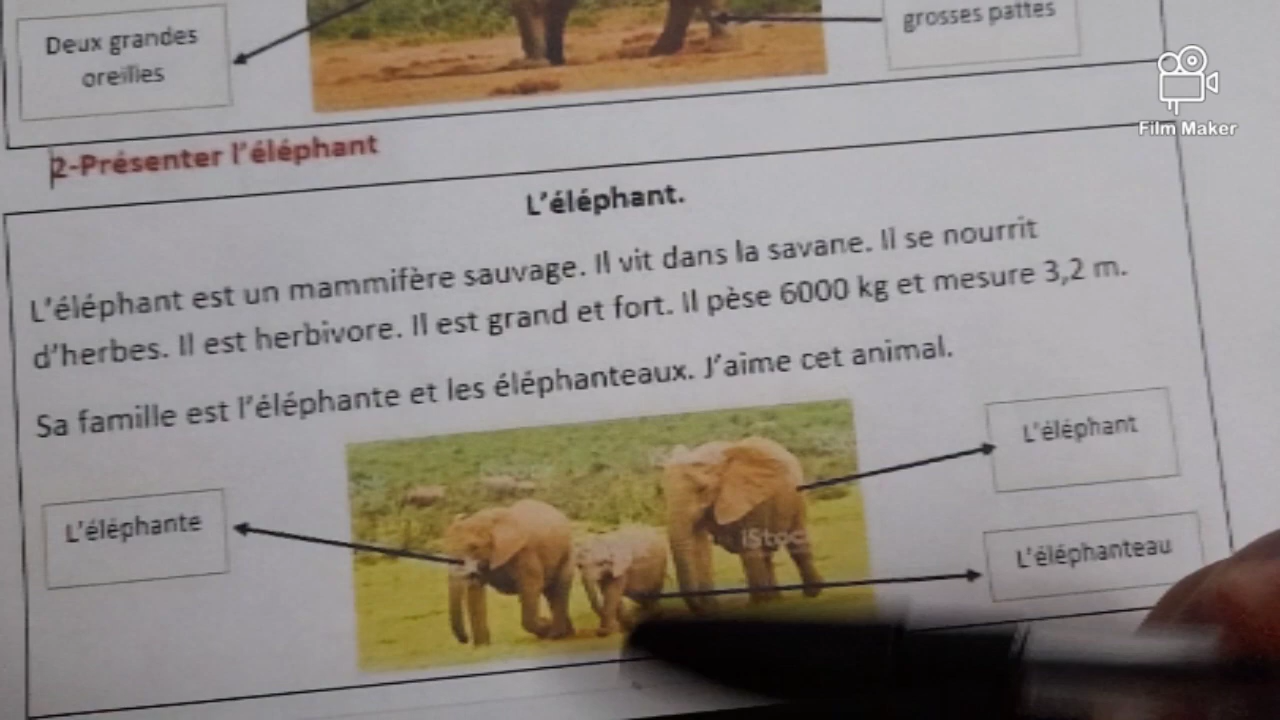 Deux grandes
oreilles
grosses pattes
Film Maker
2-Présenter l'éléphant
L'éléphant.
L'éléphant est un mammifère sauvage. Il vit dans la savane. Il se nourrit
d'herbes. Il est herbivore. Il est grand et fort. Il pèse 6000 kg et mesure 3,2 m.
Sa famille est l'éléphante et les éléphanteaux. J'aime cet animal.
L'éléphant
L'éléphante
iStoc
L'éléphanteau